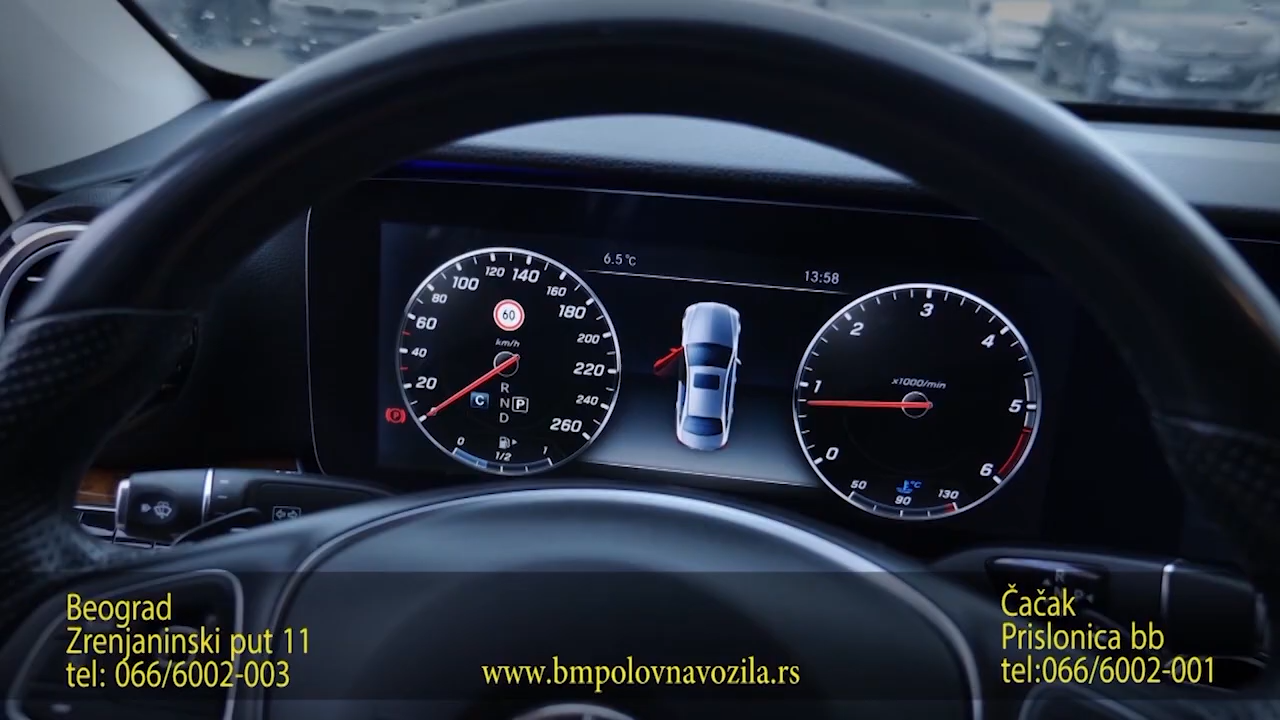 6.5°C
13:58
0
20
40
60
80
100
120
140
160
180
200
220
240
260
60
km/h
R
N
D
C
P
P
0
1/2
1
0
1
2
3
4
5
6
x1000/min
50
90
130
°C
Beograd
Zrenjaninski put 11
tel: 066/6002-003
www.bmpolovnavozila.rs
Čačak
Prislonica bb
tel:066/6002-001